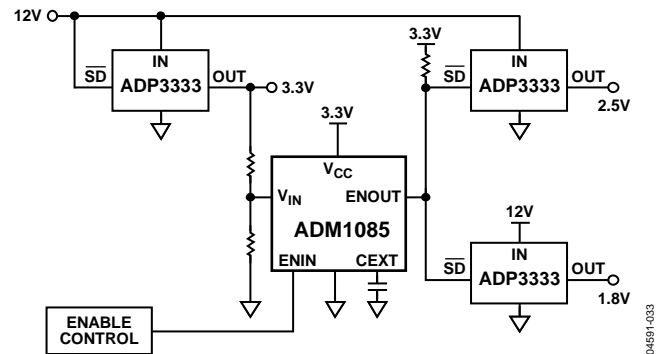 12V
3.3V
IN
SD
ADP3333
OUT
3.3V
IN
SD
ADP3333
OUT
2.5V
3.3V
VCC
VIN
ENOUT
ADM1085
ENIN
CEXT
12V
IN
SD
ADP3333
OUT
1.8V
ENABLE
CONTROL
04591-033